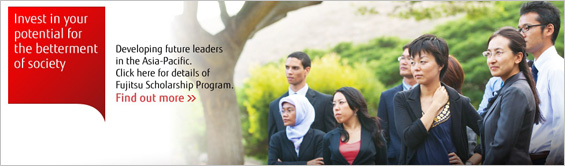 Invest in your
potential for
the betterment
of society
Developing future leaders
in the Asia-Pacific.
Click here for details of
Fujitsu Scholarship Program.
Find out more »